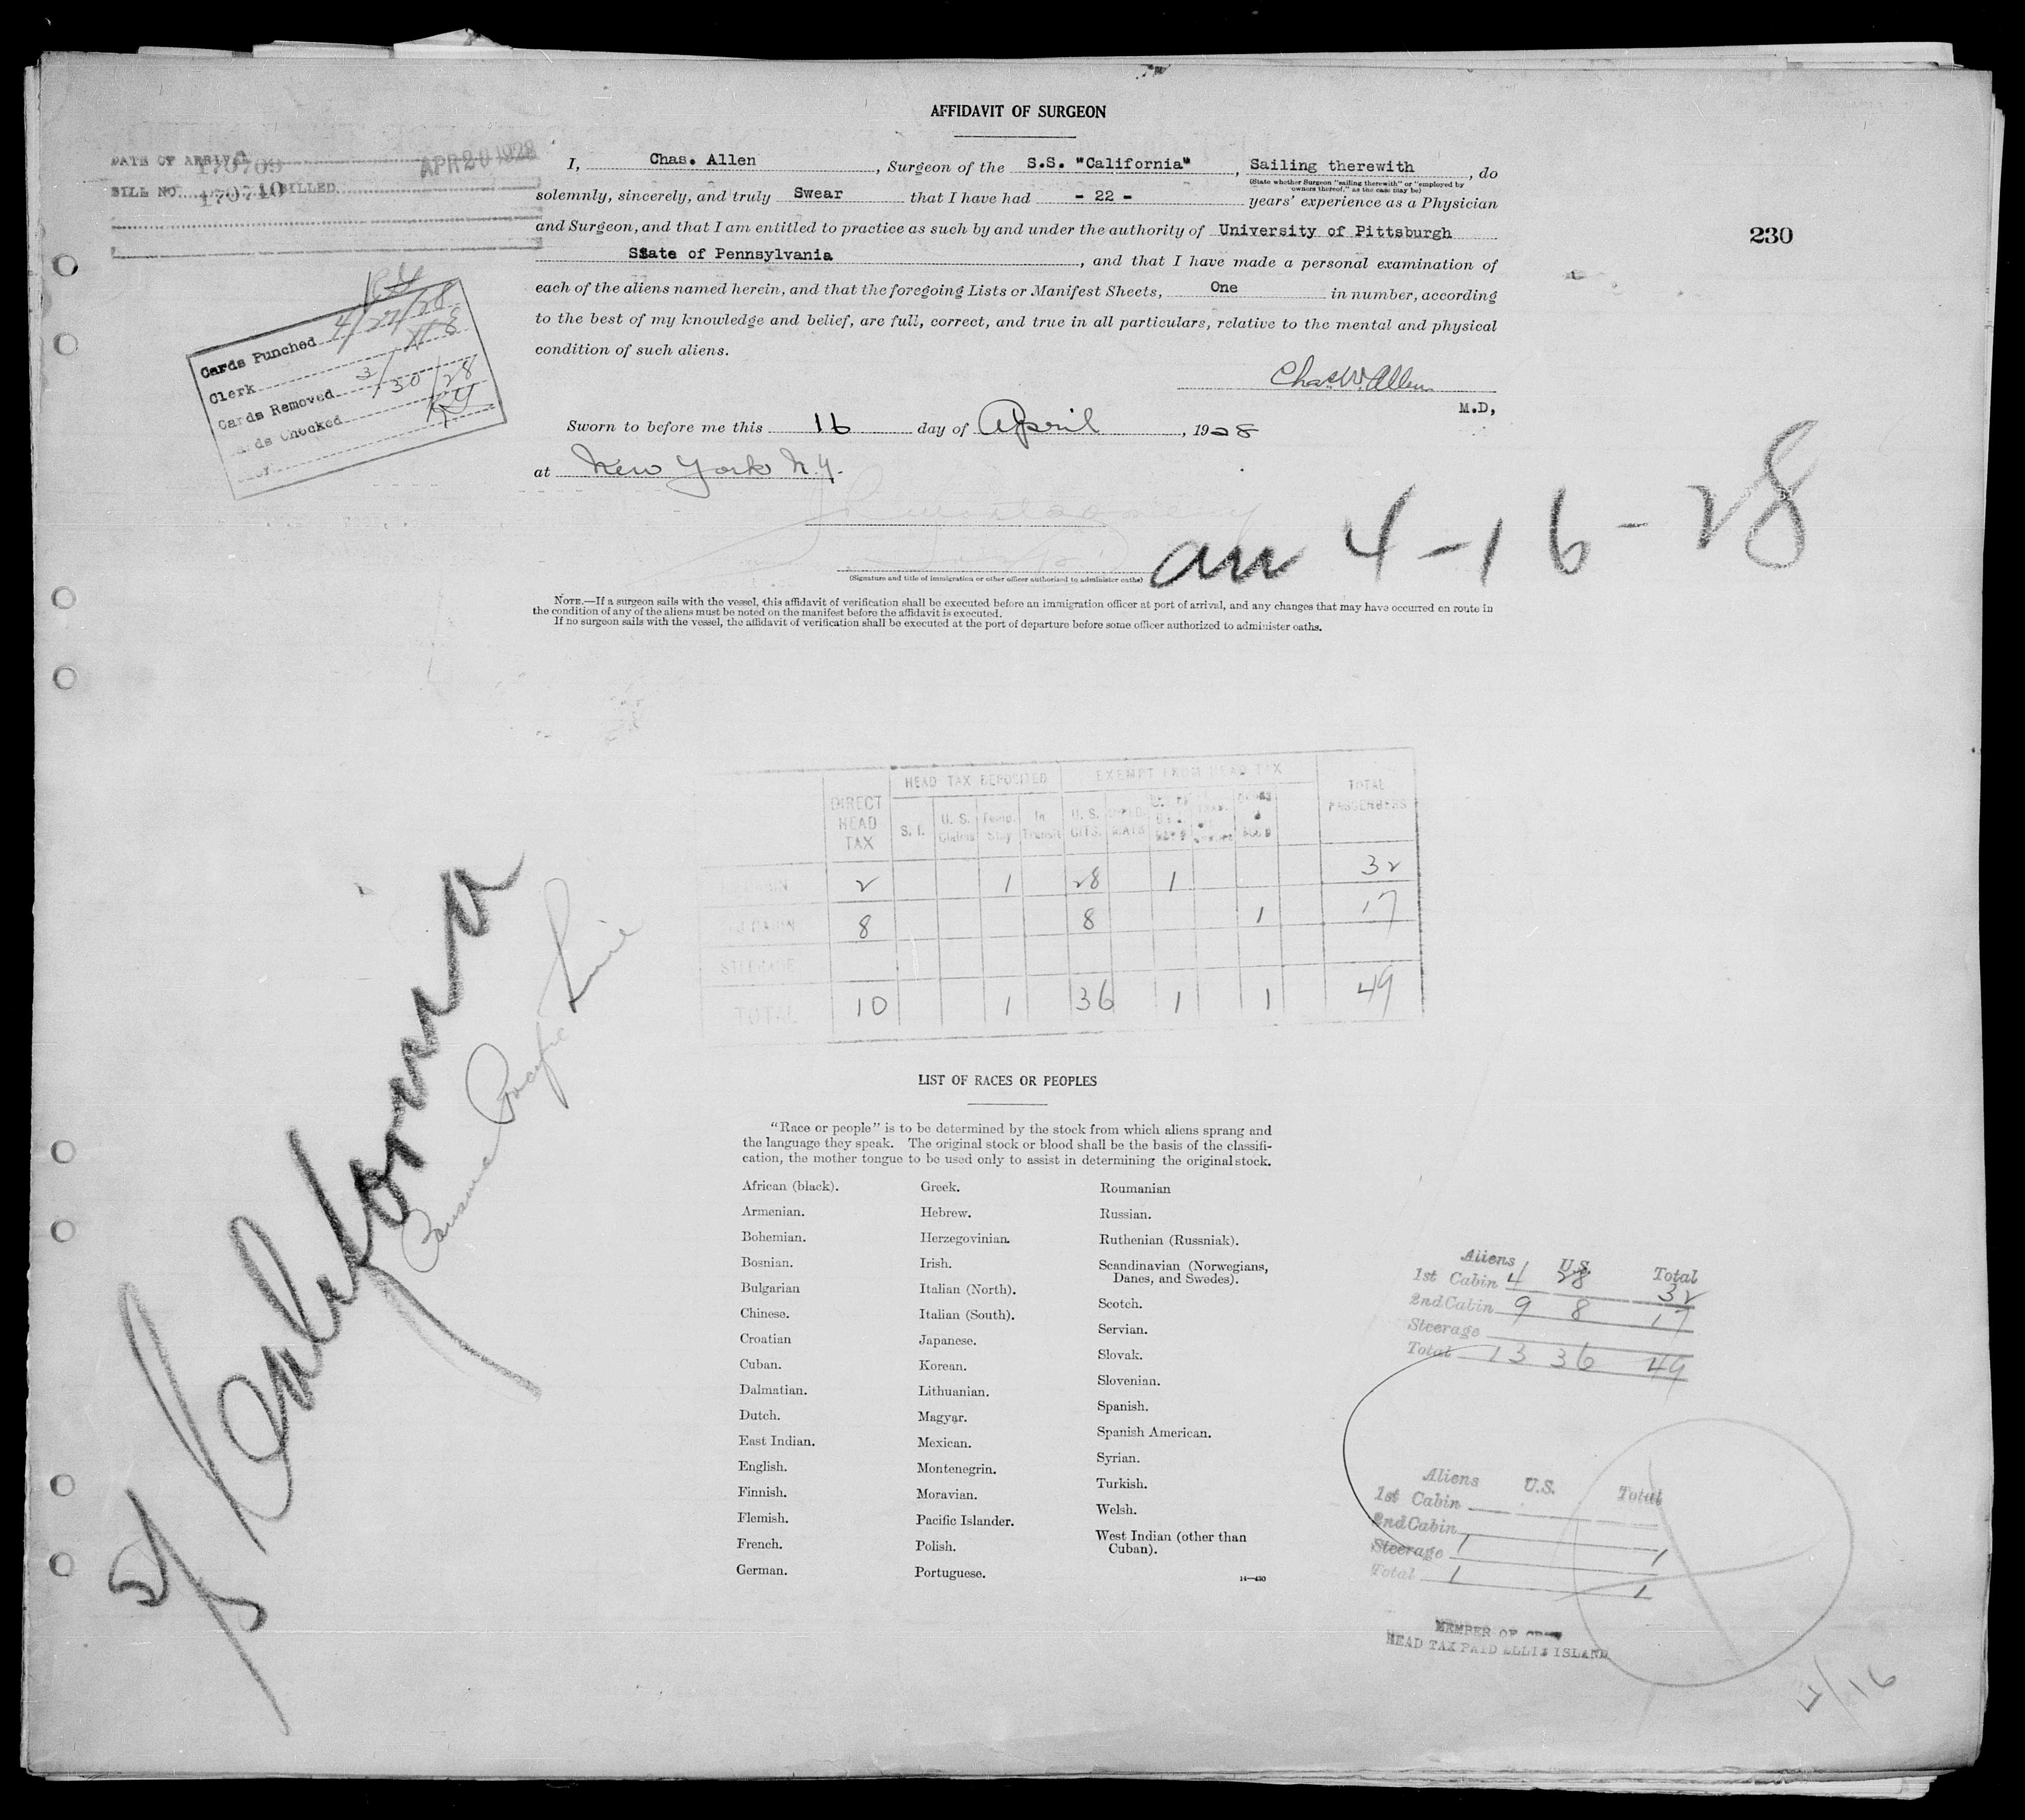 AFFIDAVIT OF SURGEON
DATE OF ARRIVAL 170709 APR 20 1928
BILL NO. 170710 BILLED
I, Chas. Allen, Surgeon of the S.S. "California", Sailing therewith, do
(State whether Surgeon "sailing therewith" or "employed by
owners thereof," as the case may be)
solemnly, sincerely, and truly Swear that I have had - 22 - years' experience as a Physician
and Surgeon, and that I am entitled to practice as such by and under the authority of University of Pittsburgh
State of Pennsylvania, and that I have made a personal examination of
each of the aliens named herein, and that the foregoing Lists or Manifest Sheets, One in number, according
to the best of my knowledge and belief, are full, correct, and true in all particulars, relative to the mental and physical
condition of such aliens.
230
Cards Punched 4/27/28
Clerk
Cards Removed 3/30/28
Cards Checked
Chas W. Allen
M.D,
Sworn to before me this 16 day of April, 1928
at New York N.Y.
(Signature and title of immigration or other officer authorized to administer oaths)
arr 4-16-28
NOTE.—If a surgeon sails with the vessel, this affidavit of verification shall be executed before an immigration officer at port of arrival, and any changes that may have occurred en route in
the condition of any of the aliens must be noted on the manifest before the affidavit is executed.
If no surgeon sails with the vessel, the affidavit of verification shall be executed at the port of departure before some officer authorized to administer oaths.
DIRECT HEAD TAX HEAD TAX DEPOSITED EXEMPT FROM HEAD TAX TOTAL PASSENGERS
S. I. U. S. Claims Temp. Stay In Transit U. S. CITS.
CABIN 2 1 28 1 32
2ND CABIN 8 8 1 17
STEERAGE
TOTAL 10 1 36 1 1 49
California
Panama Pacific Line
LIST OF RACES OR PEOPLES
"Race or people" is to be determined by the stock from which aliens sprang and
the language they speak. The original stock or blood shall be the basis of the classifi-
cation, the mother tongue to be used only to assist in determining the original stock.
African (black).
Armenian.
Bohemian.
Bosnian.
Bulgarian
Chinese.
Croatian
Cuban.
Dalmatian.
Dutch.
East Indian.
English.
Finnish.
Flemish.
French.
German.
Greek.
Hebrew.
Herzegovinian.
Irish.
Italian (North).
Italian (South).
Japanese.
Korean.
Lithuanian.
Magyar.
Mexican.
Montenegrin.
Moravian.
Pacific Islander.
Polish.
Portuguese.
Roumanian
Russian.
Ruthenian (Russniak).
Scandinavian (Norwegians,
Danes, and Swedes).
Scotch.
Servian.
Slovak.
Slovenian.
Spanish.
Spanish American.
Syrian.
Turkish.
Welsh.
West Indian (other than
Cuban).
14—430
Aliens U.S. Total
1st Cabin 4 28 32
2nd Cabin 9 8 17
Steerage
Total 13 36 49
Aliens U.S. Total
1st Cabin
2nd Cabin
Steerage 1 1
Total 1 1
MEMBER OF CREW
HEAD TAX PAID ELLIS ISLAND
4/16